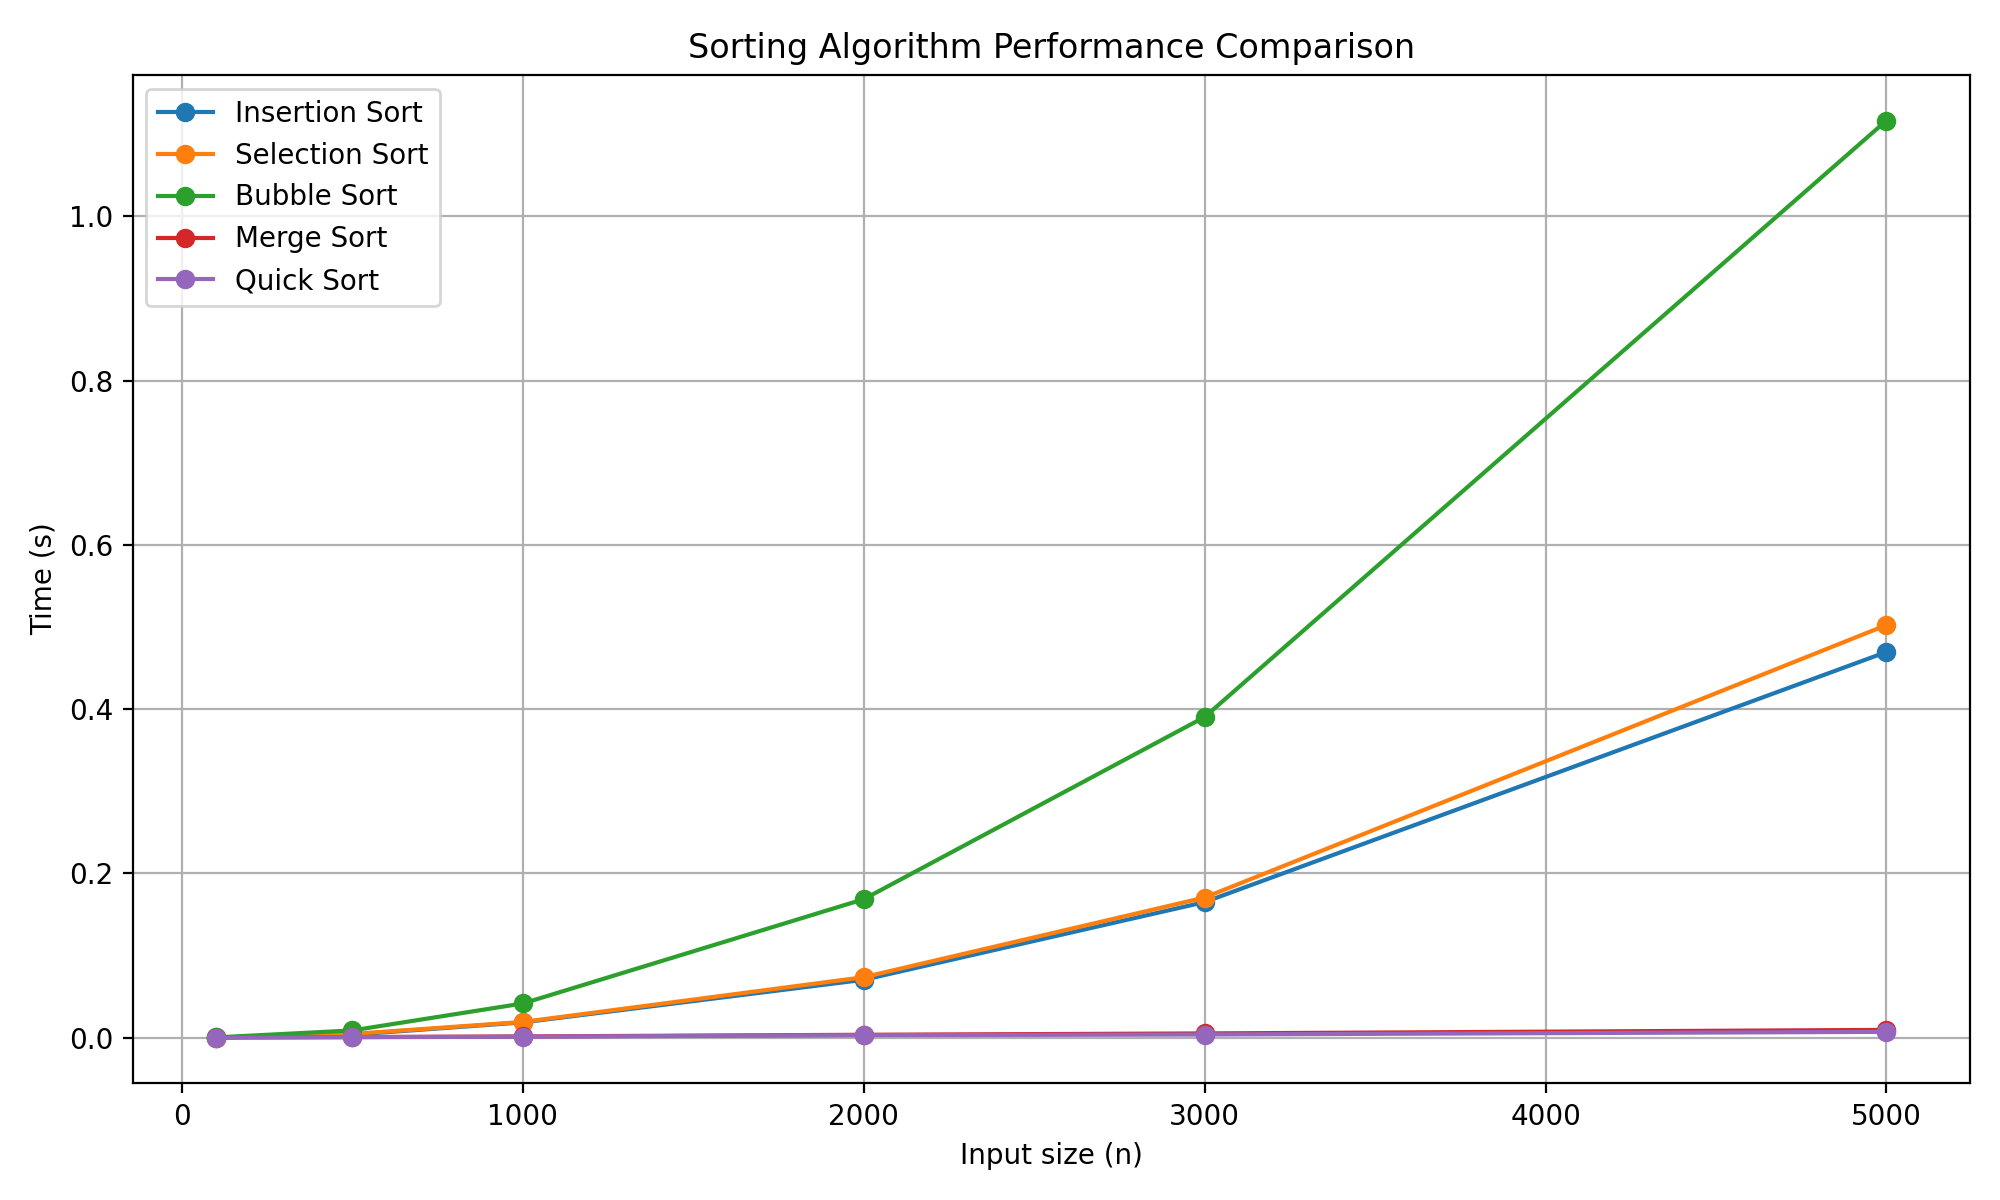 Sorting Algorithm Performance Comparison
Insertion Sort
Selection Sort
Bubble Sort
Merge Sort
Quick Sort
Time (s)
1.0
0.8
0.6
0.4
0.2
0.0
0 1000 2000 3000 4000 5000
Input size (n)